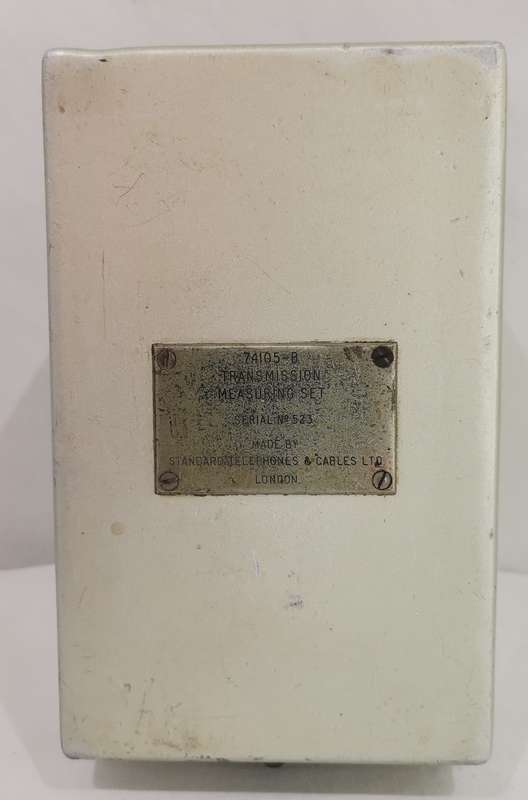 74105-B
TRANSMISSION
MEASURING SET
SERIAL Nº 523
MADE BY
STANDARD TELEPHONES & CABLES LTD
LONDON